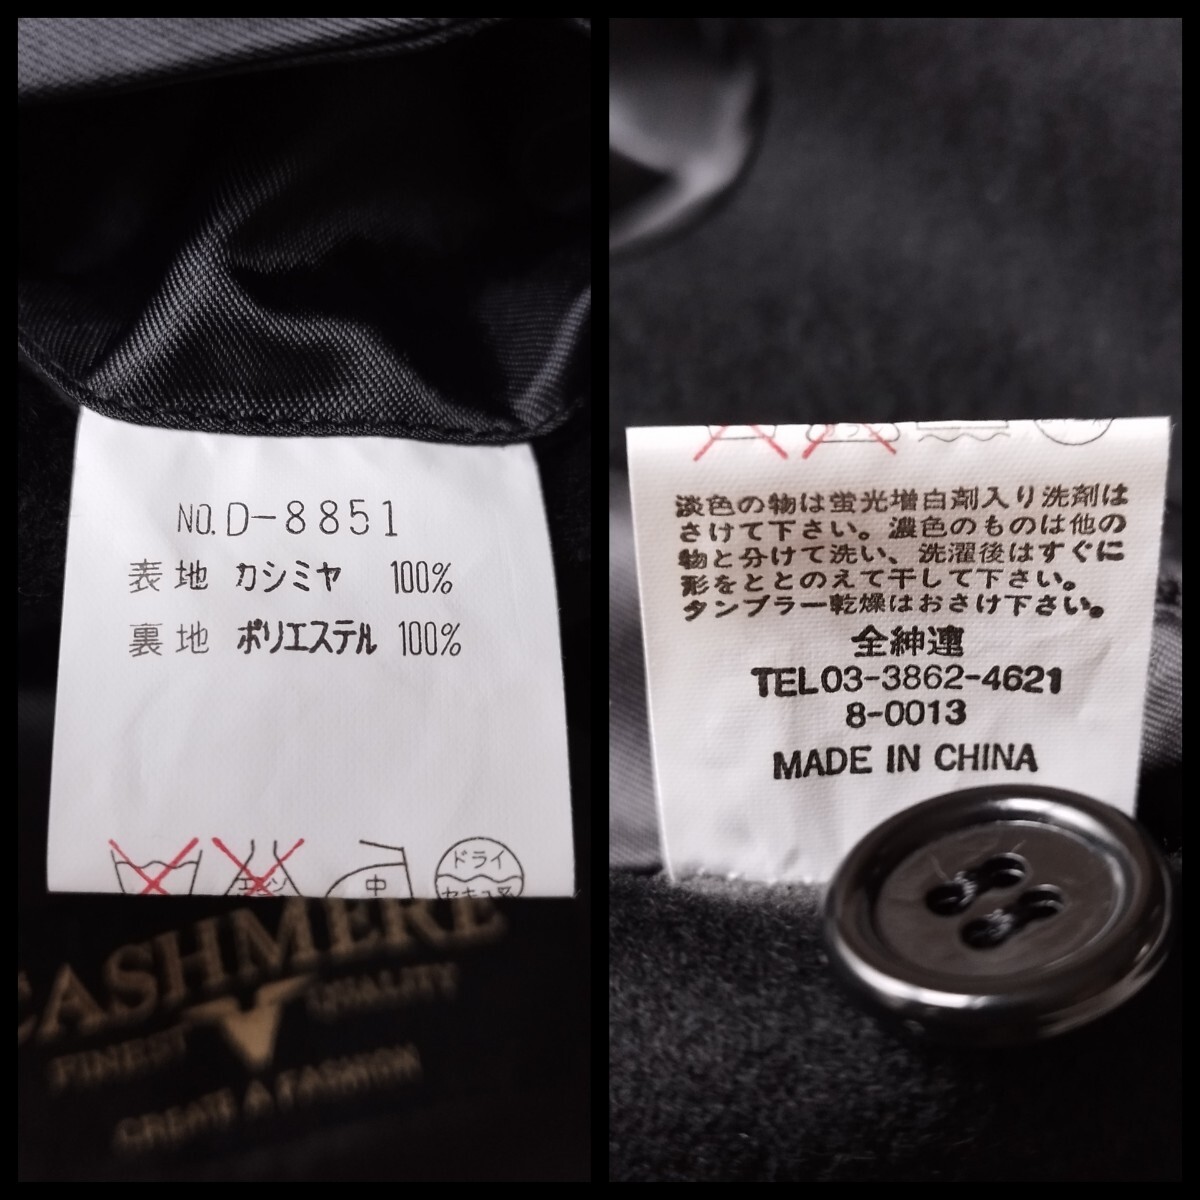 NO.D-8851
表地 カシミヤ 100%
裏地 ポリエステル 100%
中
ドライ
セキユ系
CASHMERE
FINEST QUALITY
CREATE A FASHION
淡色の物は蛍光増白剤入り洗剤は
さけて下さい。濃色のものは他の
物と分けて洗い、洗濯後はすぐに
形をととのえて干して下さい。
タンブラー乾燥はおさけ下さい。
全紳連
TEL03-3862-4621
8-0013
MADE IN CHINA